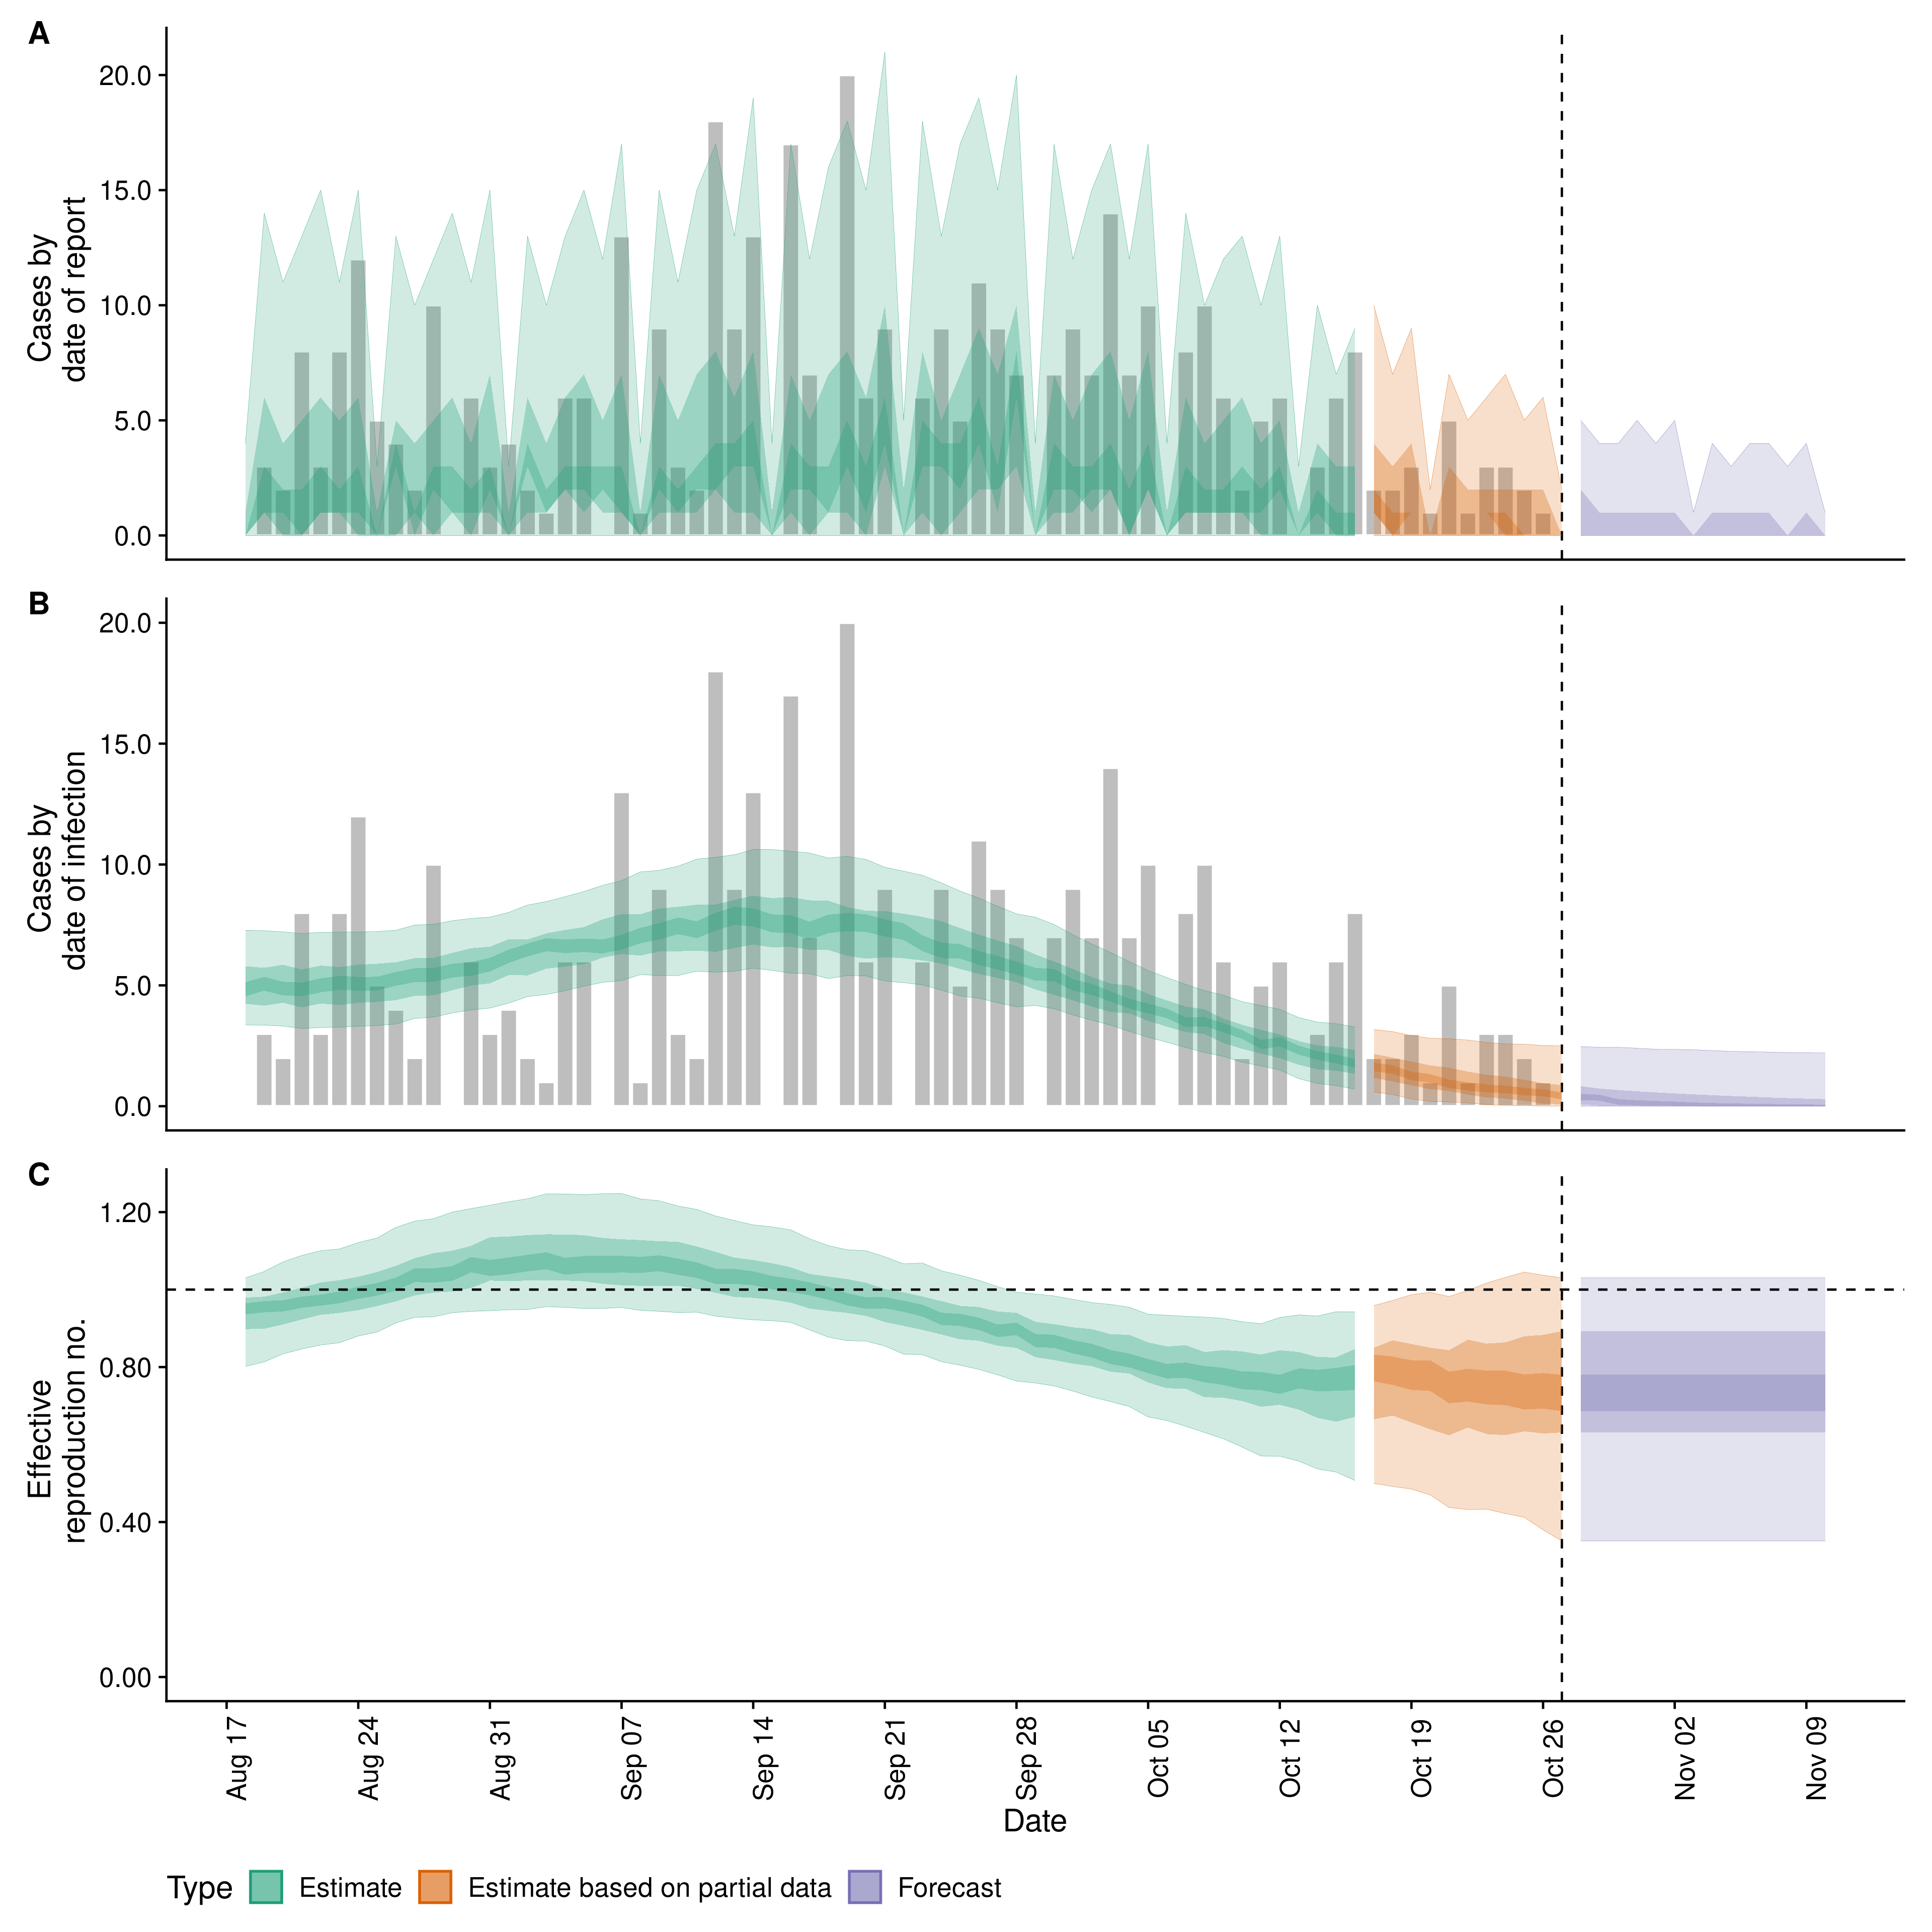 A
20.0
15.0
10.0
5.0
0.0
Cases by
date of report
B
20.0
15.0
10.0
5.0
0.0
Cases by
date of infection
C
1.20
0.80
0.40
0.00
Effective
reproduction no.
Aug 17
Aug 24
Aug 31
Sep 07
Sep 14
Sep 21
Sep 28
Oct 05
Oct 12
Oct 19
Oct 26
Nov 02
Nov 09
Date
Type Estimate Estimate based on partial data Forecast